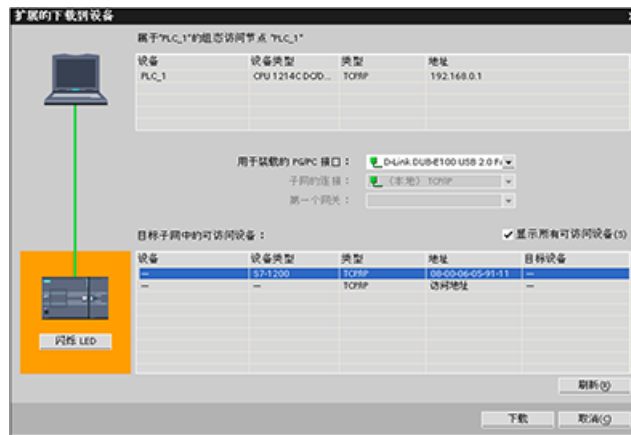 扩展的下载到设备
属于"PLC_1"的组态访问节点 "PLC_1"
设备 设备类型 类型 地址
PLC_1 CPU 1214C DC/D... TCP/IP 192.168.0.1
用于装载的 PG/PC 接口： D-Link DUB-E100 USB 2.0 F
子网的连接： （本地） TCP/IP
第一个网关：
目标子网中的可访问设备： 显示所有可访问设备(S)
设备 设备类型 类型 地址 目标设备
— S7-1200 TCP/IP 08-00-06-05-91-11 —
— — TCP/IP 访问地址 —
闪烁 LED
刷新(R)
下载 取消(C)